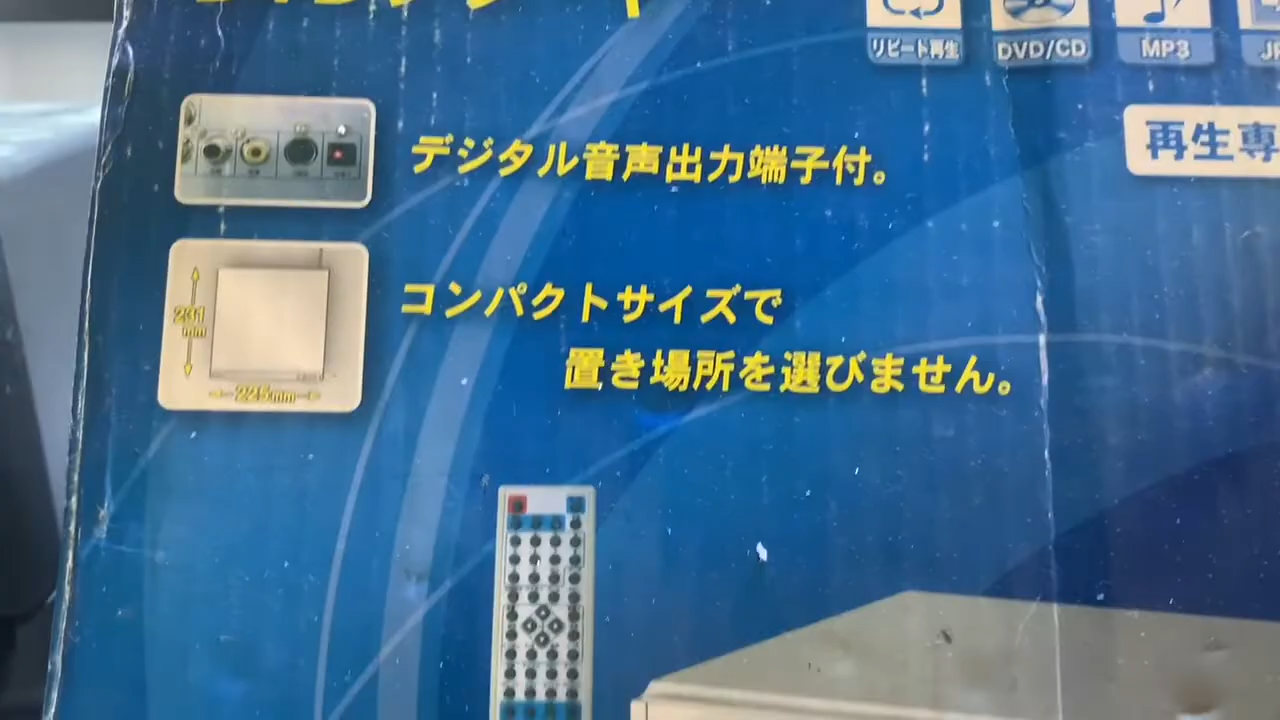 リピート再生
DVD/CD
MP3
再生専
デジタル音声出力端子付。
231
mm
225mm
コンパクトサイズで
置き場所を選びません。